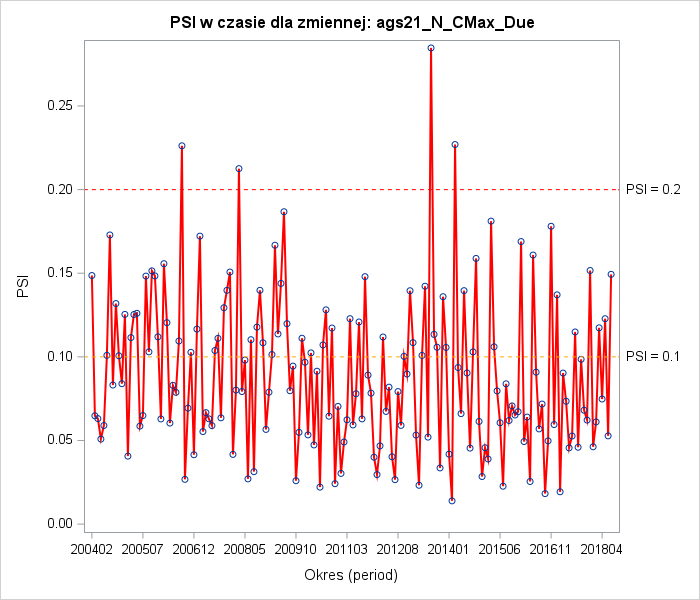 PSI w czasie dla zmiennej: ags21_N_CMax_Due
PSI
0.25
0.20
0.15
0.10
0.05
0.00
PSI = 0.2
PSI = 0.1
200402 200507 200612 200805 200910 201103 201208 201401 201506 201611 201804
Okres (period)